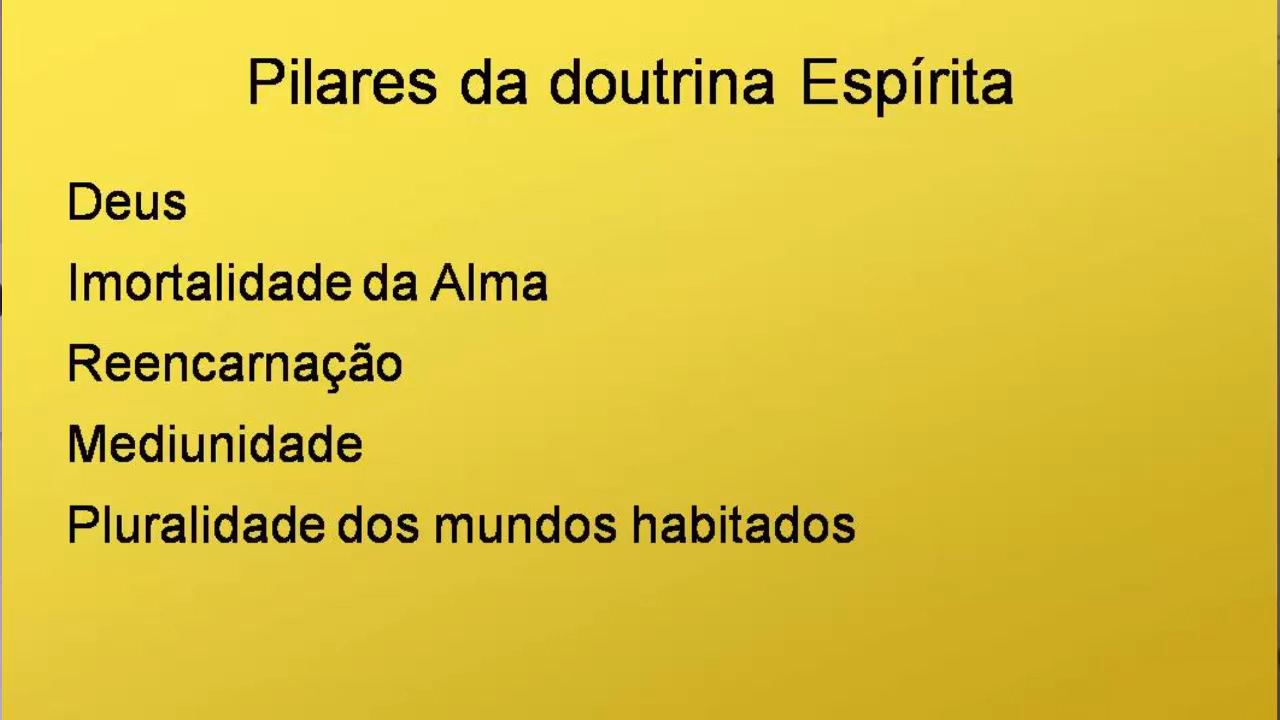 Pilares da doutrina Espírita
Deus
Imortalidade da Alma
Reencarnação
Mediunidade
Pluralidade dos mundos habitados